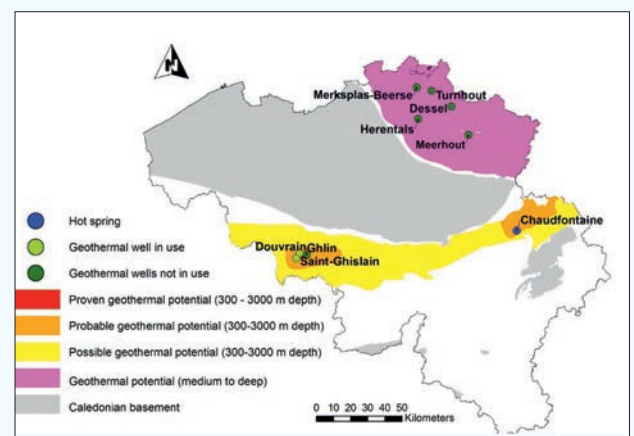 N
Merksplas-Beerse
Turnhout
Dessel
Herentals
Meerhout
Chaudfontaine
Douvrain Ghlin
Saint-Ghislain
Hot spring
Geothermal well in use
Geothermal wells not in use
Proven geothermal potential (300 - 3000 m depth)
Probable geothermal potential (300-3000 m depth)
Possible geothermal potential (300-3000 m depth)
Geothermal potential (medium to deep)
Caledonian basement
0 10 20 30 40 50
Kilometers